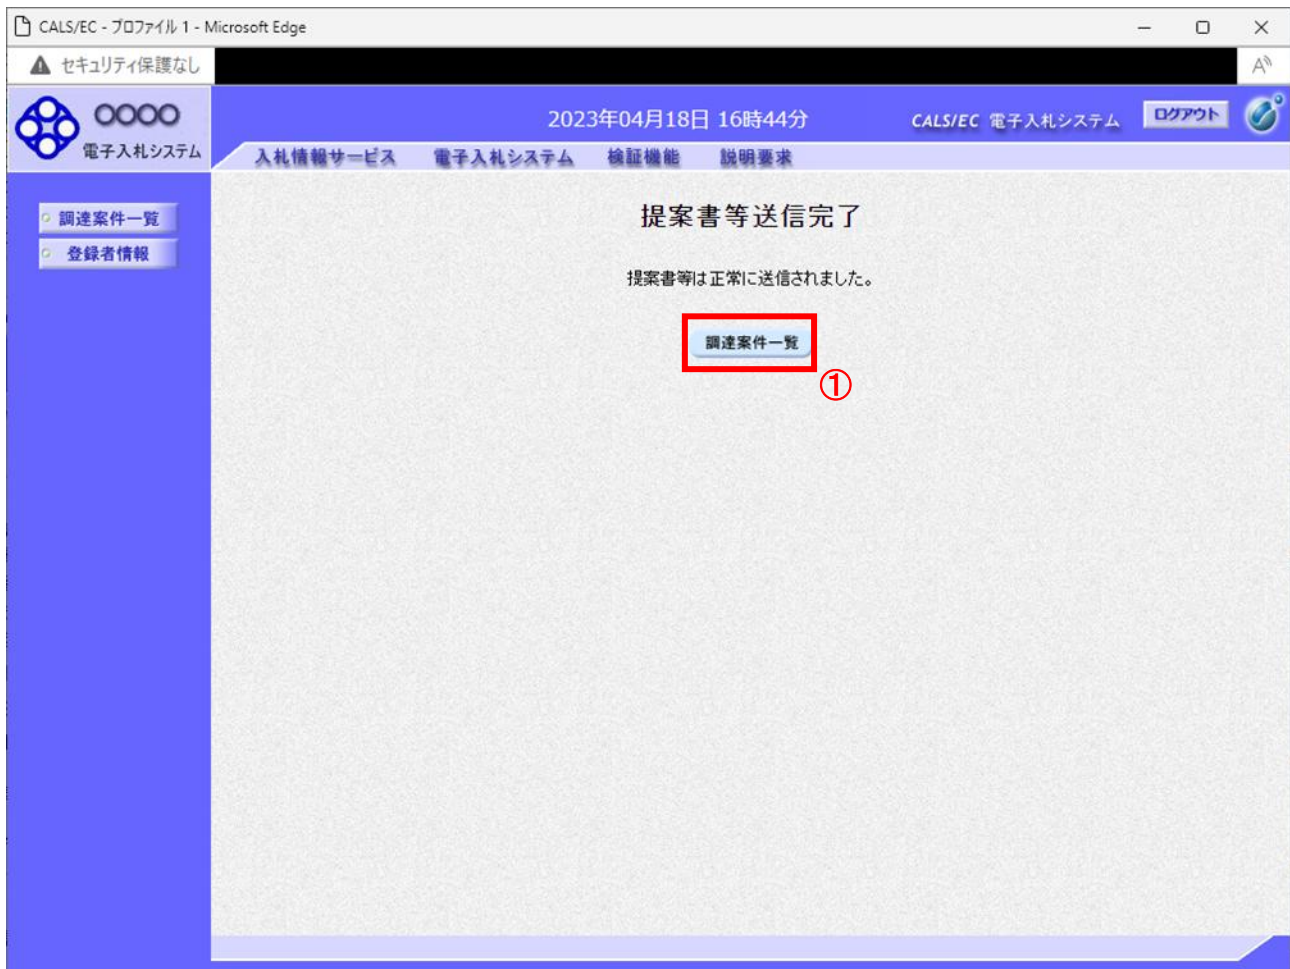 CALS/EC - プロファイル 1 - Microsoft Edge
セキュリティ保護なし
〇〇〇〇
電子入札システム
2023年04月18日 16時44分
CALS/EC 電子入札システム
ログアウト
入札情報サービス 電子入札システム 検証機能 説明要求
調達案件一覧
登録者情報
提案書等送信完了
提案書等は正常に送信されました。
調達案件一覧
①